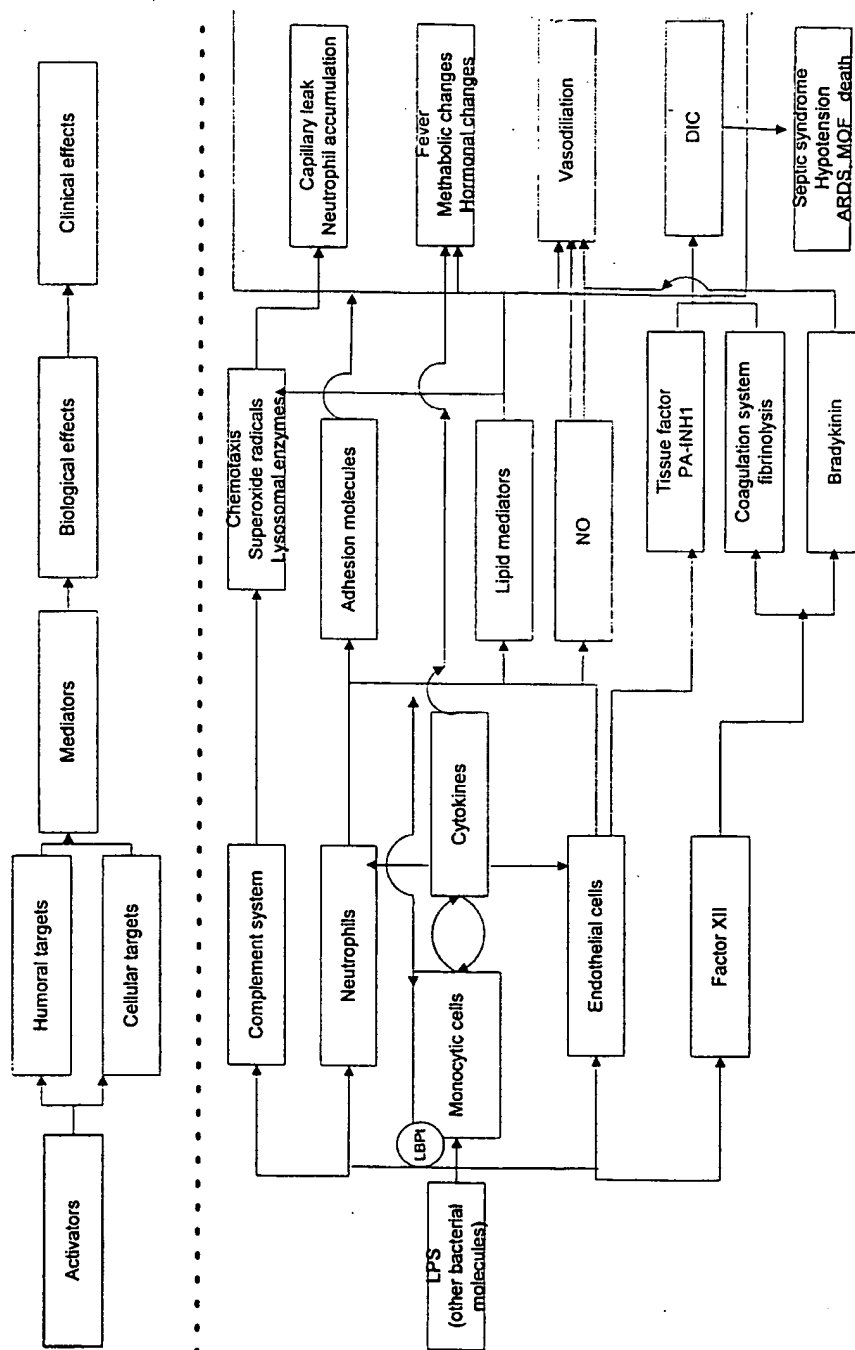 Activators
Humoral targets
Cellular targets
Mediators
Biological effects
Clinical effects
LPS
(other bacterial
molecules)
LBPt
Complement system
Neutrophils
Monocytic cells
Cytokines
Endothelial cells
Factor XII
Chemotaxis
Superoxide radicals
Lysosomal enzymes
Adhesion molecules
Lipid mediators
NO
Tissue factor
PA-INH1
Coagulation system
fibrinolysis
Bradykinin
Capillary leak
Neutrophil accumulation
Fever
Methabolic changes
Hormonal changes
Vasodiliation
DIC
Septic syndrome
Hypotension
ARDS, MOF death